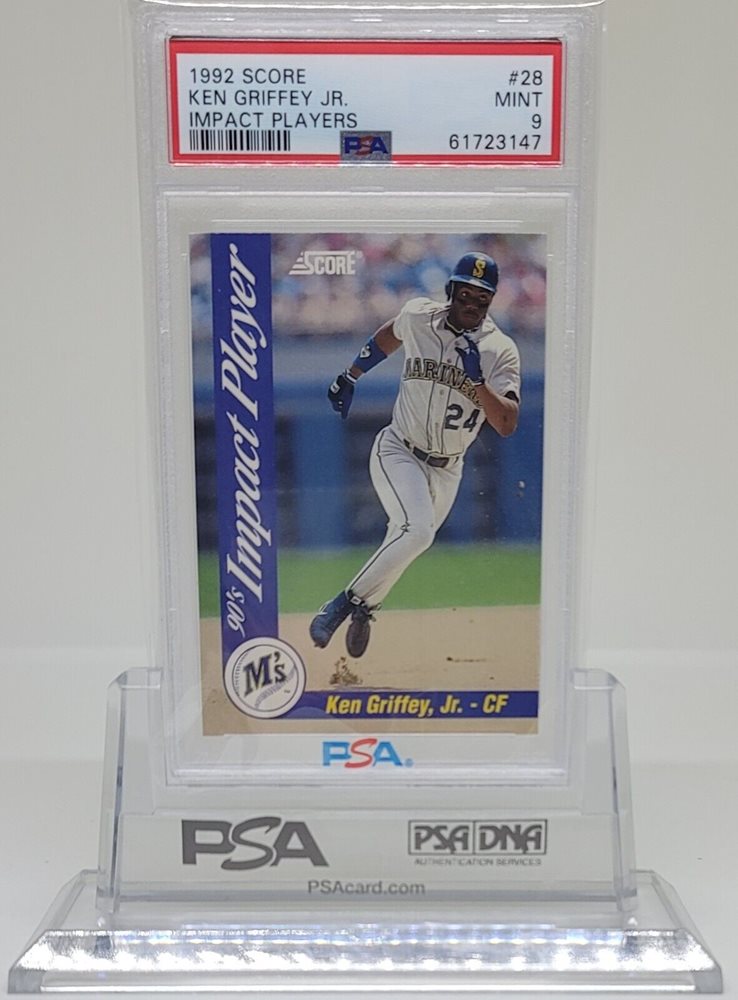 1992 SCORE #28
KEN GRIFFEY JR. MINT
IMPACT PLAYERS 9
PSA 61723147
SCORE®
90's Impact Player
S
MARINERS
24
M's
Ken Griffey, Jr. - CF
PSA®
PSA PSA DNA
AUTHENTICATION SERVICES
PSAcard.com